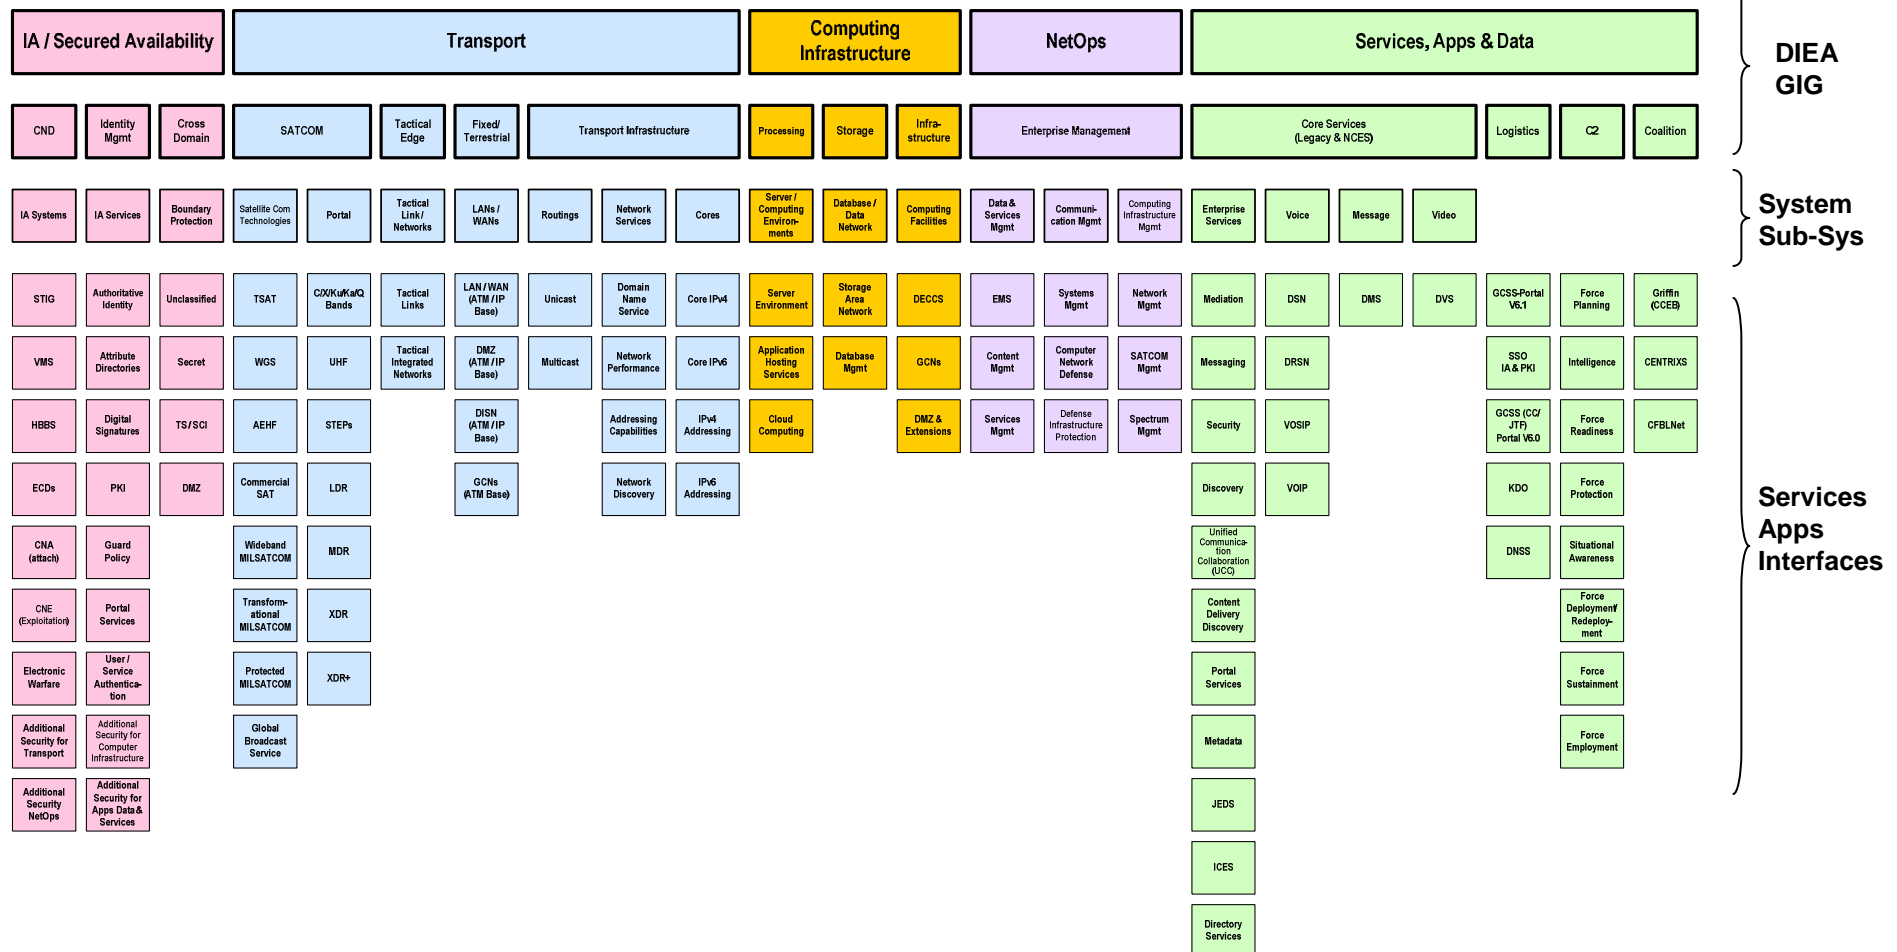 IA / Secured Availability
Transport
Computing
Infrastructure
NetOps
Services, Apps & Data
DIEA
GIG
CND
Identity
Mgmt
Cross
Domain
SATCOM
Tactical
Edge
Fixed/
Terrestrial
Transport Infrastructure
Processing
Storage
Infra-
structure
Enterprise Management
Core Services
(Legacy & NCES)
Logistics
C2
Coalition
IA Systems
IA Services
Boundary
Protection
Satellite Com
Technologies
Portal
Tactical
Link /
Networks
LANs /
WANs
Routings
Network
Services
Cores
Server /
Computing
Environ-
ments
Database /
Data
Network
Computing
Facilities
Data &
Services
Mgmt
Communi-
cation Mgmt
Computing
Infrastructure
Mgmt
Enterprise
Services
Voice
Message
Video
System
Sub-Sys
STIG
Authoritative
Identity
Unclassified
TSAT
C/X/Ku/Ka/Q
Bands
Tactical
Links
LAN / WAN
(ATM / IP
Base)
Unicast
Domain
Name
Service
Core IPv4
Server
Environment
Storage
Area
Network
DECCS
EMS
Systems
Mgmt
Network
Mgmt
Mediation
DSN
DMS
DVS
GCSS-Portal
V6.1
Force
Planning
Griffin
(CCEB)
VMS
Attribute
Directories
Secret
WGS
UHF
Tactical
Integrated
Networks
DMZ
(ATM / IP
Base)
Multicast
Network
Performance
Core IPv6
Application
Hosting
Services
Database
Mgmt
GCNs
Content
Mgmt
Computer
Network
Defense
SATCOM
Mgmt
Messaging
DRSN
SSO
IA & PKI
Intelligence
CENTRIXS
HBBS
Digital
Signatures
TS / SCI
AEHF
STEPs
DISN
(ATM / IP
Base)
Addressing
Capabilities
IPv4
Addressing
Cloud
Computing
DMZ &
Extensions
Services
Mgmt
Defense
Infrastructure
Protection
Spectrum
Mgmt
Security
VOSIP
GCSS (CC/
JTF)
Portal V6.0
Force
Readiness
CFBLNet
ECDs
PKI
DMZ
Commercial
SAT
LDR
GCNs
(ATM Base)
Network
Discovery
IPv6
Addressing
Discovery
VOIP
KDO
Force
Protection
Services
Apps
Interfaces
CNA
(attach)
Guard
Policy
Wideband
MILSATCOM
MDR
Unified
Communica-
tion
Collaboration
(UCC)
DNSS
Situational
Awareness
CNE
(Exploitation)
Portal
Services
Transform-
ational
MILSATCOM
XDR
Content
Delivery
Discovery
Force
Deployment/
Redeploy-
ment
Electronic
Warfare
User /
Service
Authentica-
tion
Protected
MILSATCOM
XDR+
Portal
Services
Force
Sustainment
Additional
Security for
Transport
Additional
Security for
Computer
Infrastructure
Global
Broadcast
Service
Metadata
Force
Employment
Additional
Security
NetOps
Additional
Security for
Apps Data &
Services
JEDS
ICES
Directory
Services